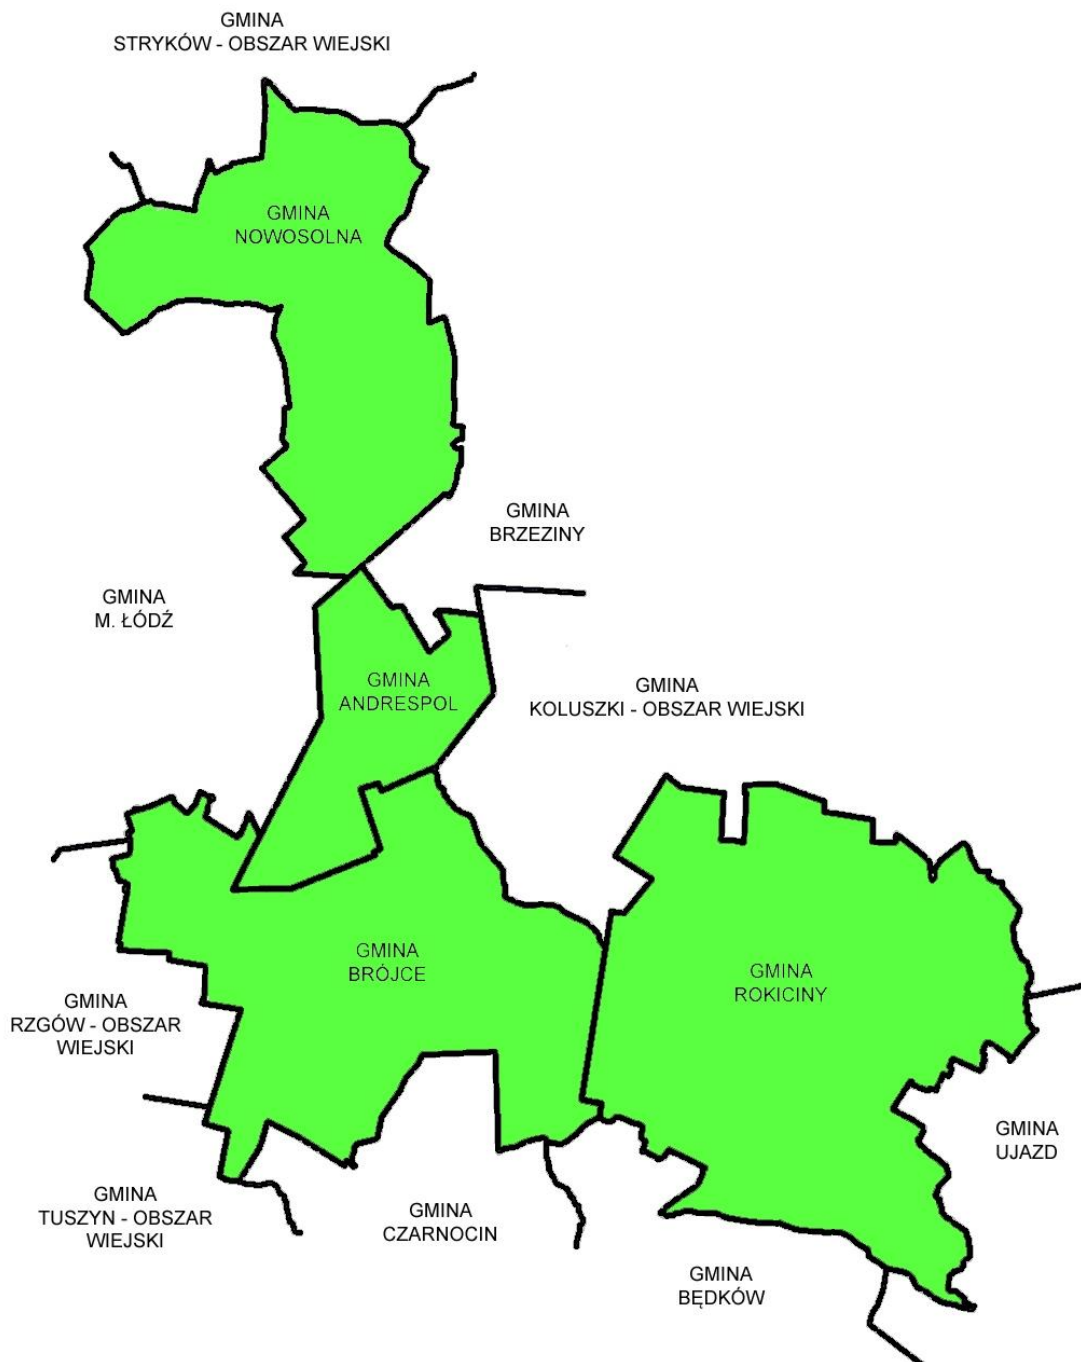 GMINA
STRYKÓW - OBSZAR WIEJSKI
GMINA
NOWOSOLNA
GMINA
BRZEZINY
GMINA
M. ŁÓDŹ
GMINA
ANDRESPOL
GMINA
KOLUSZKI - OBSZAR WIEJSKI
GMINA
BRÓJCE
GMINA
ROKICINY
GMINA
RZGÓW - OBSZAR
WIEJSKI
GMINA
UJAZD
GMINA
TUSZYN - OBSZAR
WIEJSKI
GMINA
CZARNOCIN
GMINA
BĘDKÓW